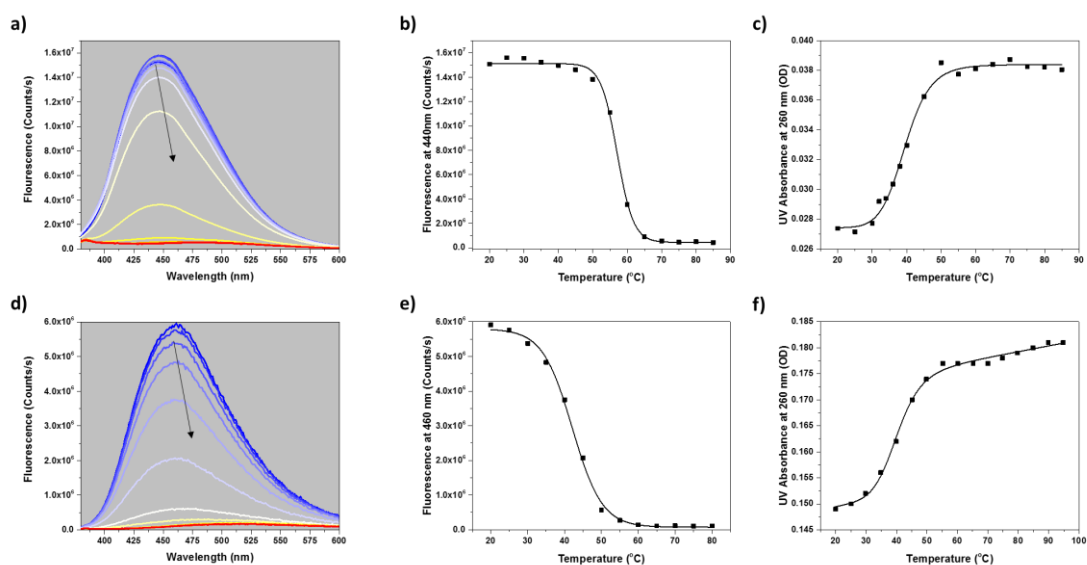 a)
Flourescence (Counts/s)
1.6x10⁷
1.4x10⁷
1.2x10⁷
1.0x10⁷
8.0x10⁶
6.0x10⁶
4.0x10⁶
2.0x10⁶
0.0
400 425 450 475 500 525 550 575 600
Wavelength (nm)
b)
Fluorescence at 440nm (Counts/s)
1.6x10⁷
1.4x10⁷
1.2x10⁷
1.0x10⁷
8.0x10⁶
6.0x10⁶
4.0x10⁶
2.0x10⁶
0.0
20 30 40 50 60 70 80 90
Temperature (°C)
c)
UV Absorbance at 260 nm (OD)
0.040
0.038
0.036
0.034
0.032
0.030
0.028
0.026
20 30 40 50 60 70 80 90
Temperature (°C)
d)
Fluorescence (Counts/s)
6.0x10⁶
5.0x10⁶
4.0x10⁶
3.0x10⁶
2.0x10⁶
1.0x10⁶
0.0
400 425 450 475 500 525 550 575 600
Wavelength (nm)
e)
Fluorescence at 460 nm (Counts/s)
6.0x10⁶
5.0x10⁶
4.0x10⁶
3.0x10⁶
2.0x10⁶
1.0x10⁶
0.0
20 30 40 50 60 70 80
Temperature (°C)
f)
UV Absorbance at 260 nm (OD)
0.185
0.180
0.175
0.170
0.165
0.160
0.155
0.150
0.145
20 30 40 50 60 70 80 90 100
Temperature (°C)